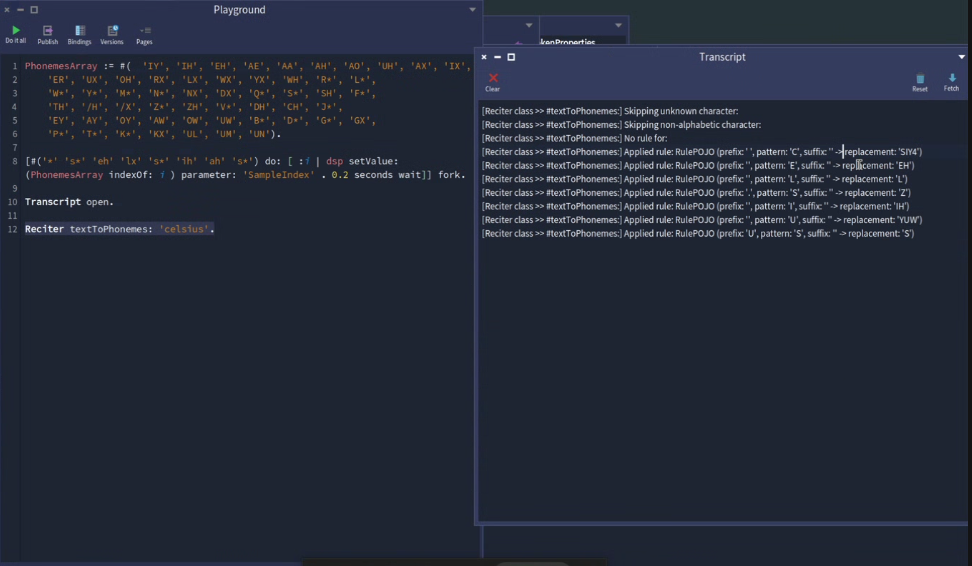 Playground
Do it all Publish Bindings Versions Pages
1 PhonemesArray := #( 'IY', 'IH', 'EH', 'AE', 'AA', 'AH', 'AO', 'UH', 'AX', 'IX',
2 'ER', 'UX', 'OH', 'RX', 'LX', 'WX', 'YX', 'WH', 'R*', 'L*',
3 'W*', 'Y*', 'M*', 'N*', 'NX', 'DX', 'Q*', 'S*', 'SH', 'F*',
4 'TH', '/H', '/X', 'Z*', 'ZH', 'V*', 'DH', 'CH', 'J*',
5 'EY', 'AY', 'OY', 'AW', 'OW', 'UW', 'B*', 'D*', 'G*', 'GX',
6 'P*', 'T*', 'K*', 'KX', 'UL', 'UM', 'UN').
7
8 [#('*' 's*' 'eh' 'lx' 's*' 'ih' 'ah' 's*') do: [ :i | dsp setValue:
(PhonemesArray indexOf: i ) parameter: 'SampleIndex' . 0.2 seconds wait]] fork.
9
10 Transcript open.
11
12 Reciter textToPhonemes: 'celsius'.
kenProperties
Transcript
Clear Reset Fetch
[Reciter class >> #textToPhonemes:] Skipping unknown character:
[Reciter class >> #textToPhonemes:] Skipping non-alphabetic character:
[Reciter class >> #textToPhonemes:] No rule for:
[Reciter class >> #textToPhonemes:] Applied rule: RulePOJO (prefix: ' ', pattern: 'C', suffix: '' -> replacement: 'SIY4')
[Reciter class >> #textToPhonemes:] Applied rule: RulePOJO (prefix: '', pattern: 'E', suffix: '' -> replacement: 'EH')
[Reciter class >> #textToPhonemes:] Applied rule: RulePOJO (prefix: '', pattern: 'L', suffix: '' -> replacement: 'L')
[Reciter class >> #textToPhonemes:] Applied rule: RulePOJO (prefix: '.', pattern: 'S', suffix: '' -> replacement: 'Z')
[Reciter class >> #textToPhonemes:] Applied rule: RulePOJO (prefix: '', pattern: 'I', suffix: '' -> replacement: 'IH')
[Reciter class >> #textToPhonemes:] Applied rule: RulePOJO (prefix: '', pattern: 'U', suffix: '' -> replacement: 'YUW')
[Reciter class >> #textToPhonemes:] Applied rule: RulePOJO (prefix: 'U', pattern: 'S', suffix: '' -> replacement: 'S')